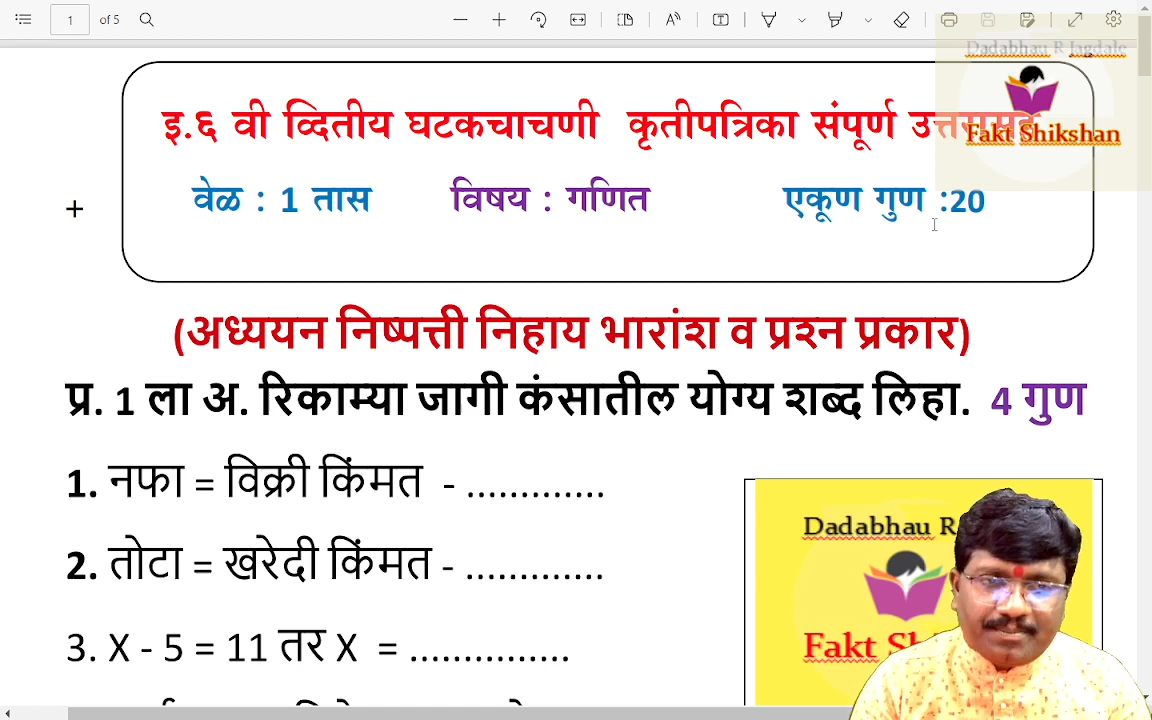 1 of 5
Dadabhau R Jagdale
Fakt Shikshan
इ.६ वी व्दितीय घटकचाचणी कृतीपत्रिका संपूर्ण उत्तरासह
वेळ : 1 तास विषय : गणित एकूण गुण :20
(अध्ययन निष्पत्ती निहाय भारांश व प्रश्न प्रकार)
प्र. 1 ला अ. रिकाम्या जागी कंसातील योग्य शब्द लिहा. 4 गुण
1. नफा = विक्री किंमत - .............
2. तोटा = खरेदी किंमत - .............
3. X - 5 = 11 तर X = ...............
Dadabhau R
Fakt Sh